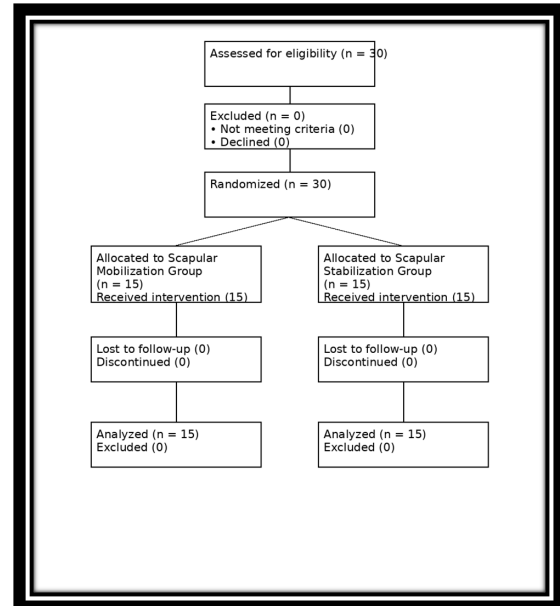 Assessed for eligibility (n = 30)
Excluded (n = 0)
• Not meeting criteria (0)
• Declined (0)
Randomized (n = 30)
Allocated to Scapular
Mobilization Group
(n = 15)
Received intervention (15)
Allocated to Scapular
Stabilization Group
(n = 15)
Received intervention (15)
Lost to follow-up (0)
Discontinued (0)
Lost to follow-up (0)
Discontinued (0)
Analyzed (n = 15)
Excluded (0)
Analyzed (n = 15)
Excluded (0)